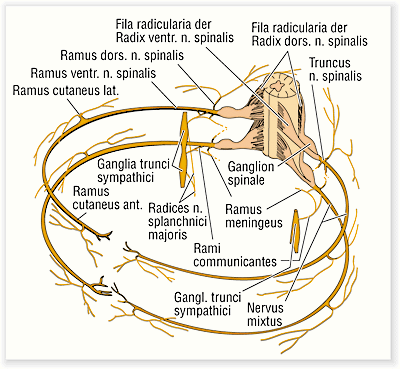 Fila radicularia der
Radix ventr. n. spinalis
Fila radicularia der
Radix dors. n. spinalis
Ramus dors. n. spinalis
Ramus ventr. n. spinalis
Ramus cutaneus lat.
Truncus
n. spinalis
Ganglia trunci
sympathici
Ganglion
spinale
Ramus
cutaneus ant.
Radices n.
splanchnici
majoris
Ramus
meningeus
Rami
communicantes
Gangl. trunci
sympathici
Nervus
mixtus